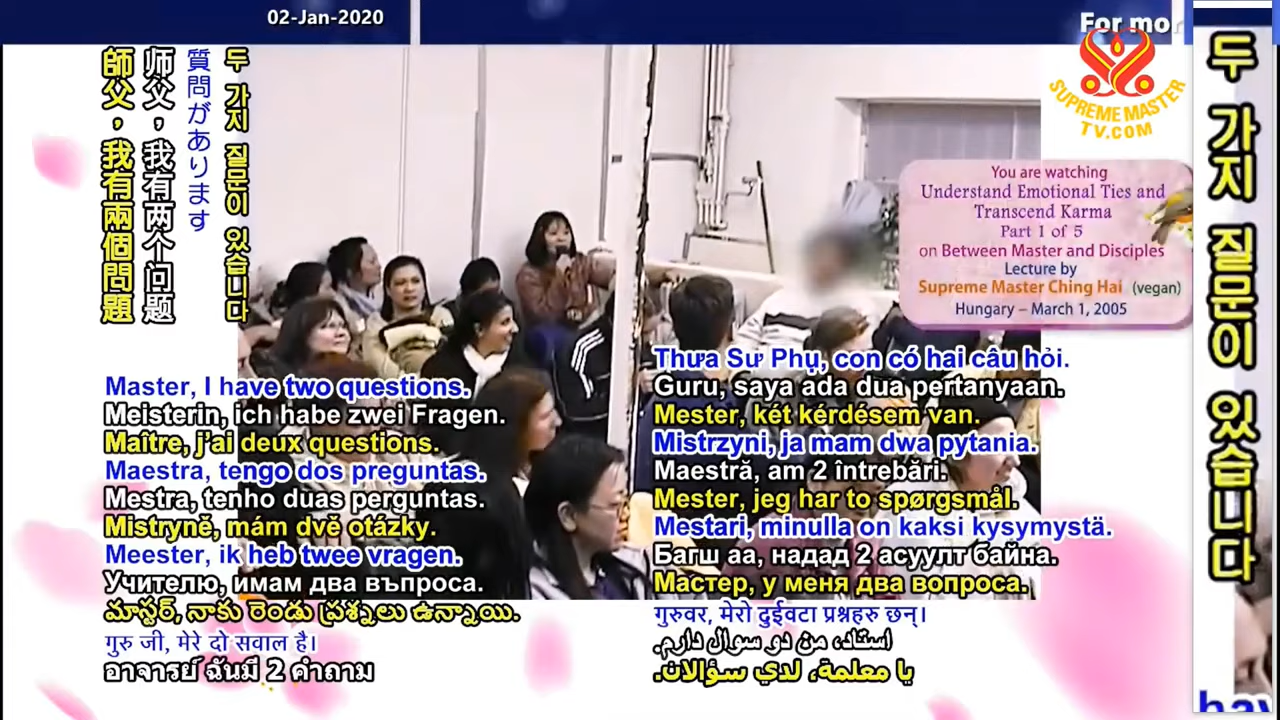 02-Jan-2020
For mor
SUPREME MASTER
TV.COM
You are watching
Understand Emotional Ties and
Transcend Karma
Part 1 of 5
on Between Master and Disciples
Lecture by
Supreme Master Ching Hai (vegan)
Hungary – March 1, 2005
師父，我有兩個問題
师父，我有两个问题
質問があります
두 가지 질문이 있습니다
Master, I have two questions.
Meisterin, ich habe zwei Fragen.
Maître, j'ai deux questions.
Maestra, tengo dos preguntas.
Mestra, tenho duas perguntas.
Mistryně, mám dvě otázky.
Meester, ik heb twee vragen.
Учителю, имам два въпроса.
మాస్టర్, నాకు రెండు ప్రశ్నలు ఉన్నాయి.
गुरु जी, मेरे दो सवाल है।
อาจารย์ ฉันมี 2 คำถาม
Thưa Sư Phụ, con có hai câu hỏi.
Guru, saya ada dua pertanyaan.
Mester, két kérdésem van.
Mistrzyni, ja mam dwa pytania.
Maestră, am 2 întrebări.
Mester, jeg har to spørgsmål.
Mestari, minulla on kaksi kysymystä.
Багш аа, надад 2 асуулт байна.
Мастер, у меня два вопроса.
गुरुवर, मेरो दुईवटा प्रश्नहरु छन्।
استاد، من دو سوال دارم.
يا معلمة، لدي سؤالان.
두 가지 질문이 있습니다
hav